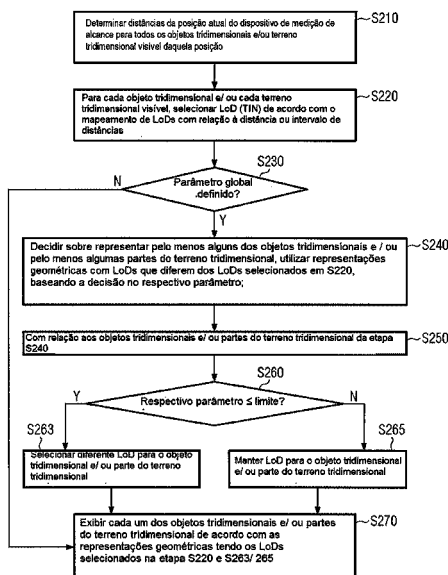 S210
Determinar distâncias da posição atual do dispositivo de medição de
alcance para todos os objetos tridimensionais e/ou terreno
tridimensional visível daquela posição
S220
Para cada objeto tridimensional e/ ou cada terreno
tridimensional visível, selecionar LoD (TIN) de acordo com o
mapeamento de LoDs com relação à distância ou intervalo de
distâncias
S230
N
Parâmetro global
definido?
Y
S240
Decidir sobre representar pelo menos alguns dos objetos tridimensionais e / ou
pelo menos algumas partes do terreno tridimensional, utilizar representações
geométricas com LoDs que diferem dos LoDs selecionados em S220,
baseando a decisão no respectivo parâmetro;
S250
Com relação aos objetos tridimensionais e/ ou partes do terreno tridimensional da etapa
S240
S260
Y
Respectivo parâmetro ≤ limite?
N
S263
Selecionar diferente LoD para o objeto
tridimensional e/ ou parte do terreno
tridimensional
S265
Manter LoD para o objeto tridimensional
e/ ou parte do terreno tridimensional
S270
Exibir cada um dos objetos tridimensionais e/ ou partes
do terreno tridimensional de acordo com as
representações geométricas tendo os LoDs
selecionados na etapa S220 e S263/ 265